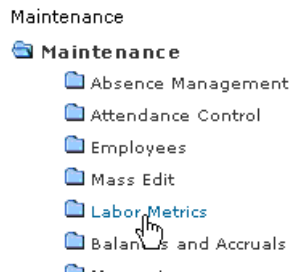 Maintenance
Maintenance
Absence Management
Attendance Control
Employees
Mass Edit
Labor Metrics
and Accruals